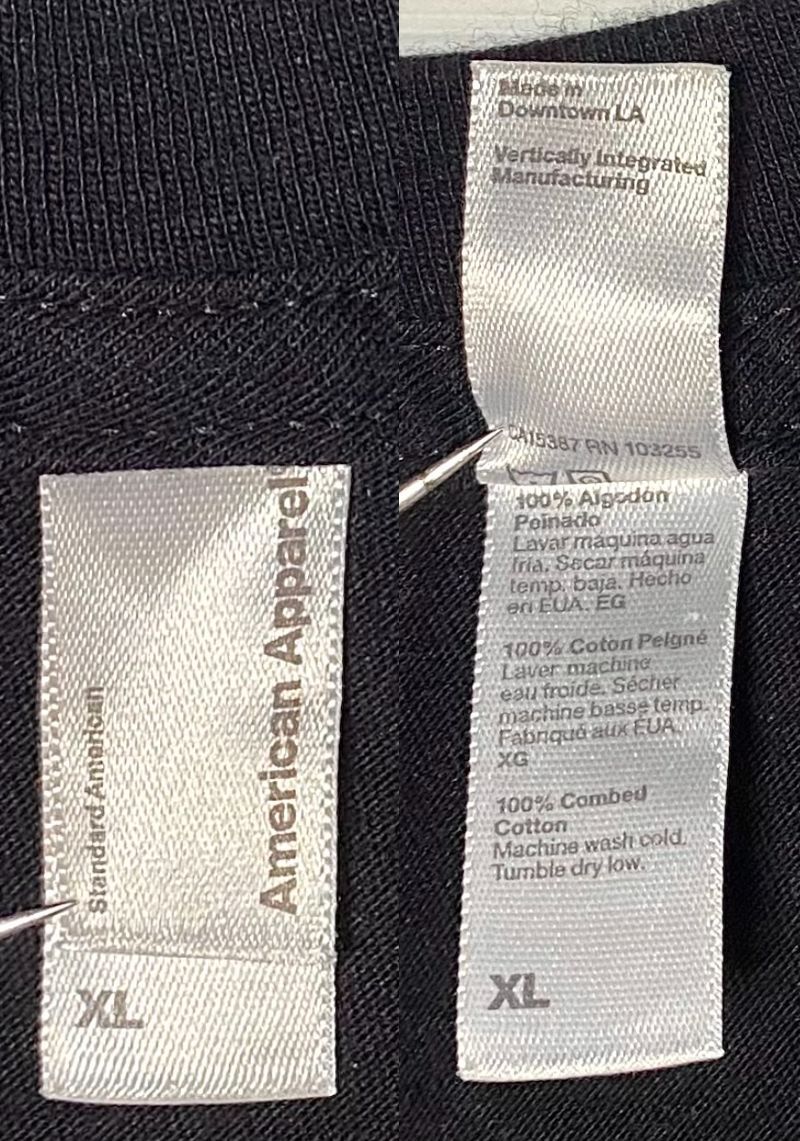 American Apparel
Standard American
XL
Made in
Downtown LA
Vertically Integrated
Manufacturing
CA15387 RN 103255
100% Algodón
Peinado
Lavar máquina agua
fria. Secar máquina
temp. baja. Hecho
en EUA. EG
100% Coton Peigné
Laver machine
eau froide. Sécher
machine basse temp.
Fabriqué aux EUA.
XG
100% Combed
Cotton
Machine wash cold.
Tumble dry low.
XL